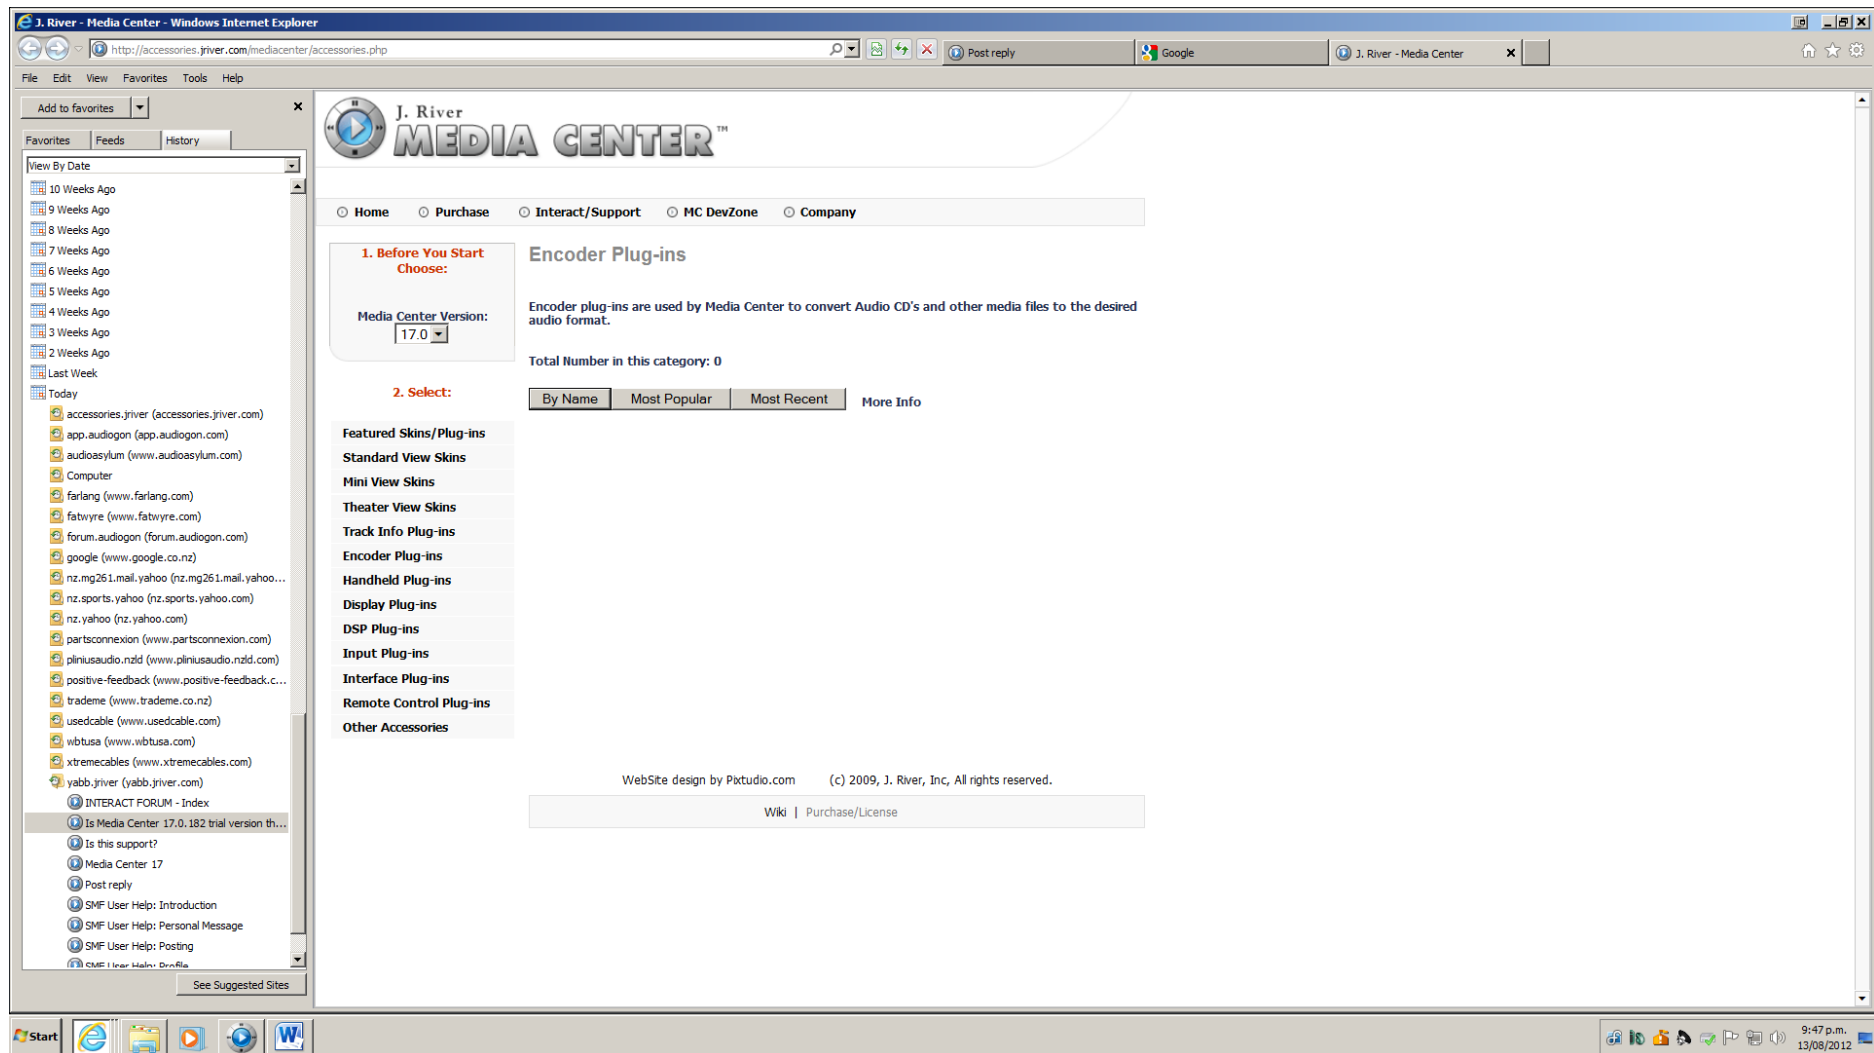 J. River - Media Center - Windows Internet Explorer
http://accessories.jriver.com/mediacenter/accessories.php
Post reply
Google
J. River - Media Center
File Edit View Favorites Tools Help
Add to favorites
Favorites Feeds History
View By Date
10 Weeks Ago
9 Weeks Ago
8 Weeks Ago
7 Weeks Ago
6 Weeks Ago
5 Weeks Ago
4 Weeks Ago
3 Weeks Ago
2 Weeks Ago
Last Week
Today
accessories.jriver (accessories.jriver.com)
app.audiogon (app.audiogon.com)
audioasylum (www.audioasylum.com)
Computer
farlang (www.farlang.com)
fatwyre (www.fatwyre.com)
forum.audiogon (forum.audiogon.com)
google (www.google.co.nz)
nz.mg261.mail.yahoo (nz.mg261.mail.yahoo...
nz.sports.yahoo (nz.sports.yahoo.com)
nz.yahoo (nz.yahoo.com)
partsconnexion (www.partsconnexion.com)
pliniusaudio.nzld (www.pliniusaudio.nzld.com)
positive-feedback (www.positive-feedback.c...
trademe (www.trademe.co.nz)
usedcable (www.usedcable.com)
wbtusa (www.wbtusa.com)
xtremecables (www.xtremecables.com)
yabb.jriver (yabb.jriver.com)
INTERACT FORUM - Index
Is Media Center 17.0.182 trial version th...
Is this support?
Media Center 17
Post reply
SMF User Help: Introduction
SMF User Help: Personal Message
SMF User Help: Posting
SMF User Help: Profile
See Suggested Sites
J. River
MEDIA CENTER™
Home Purchase Interact/Support MC DevZone Company
1. Before You Start
Choose:
Media Center Version:
17.0
2. Select:
Featured Skins/Plug-ins
Standard View Skins
Mini View Skins
Theater View Skins
Track Info Plug-ins
Encoder Plug-ins
Handheld Plug-ins
Display Plug-ins
DSP Plug-ins
Input Plug-ins
Interface Plug-ins
Remote Control Plug-ins
Other Accessories
Encoder Plug-ins
Encoder plug-ins are used by Media Center to convert Audio CD's and other media files to the desired
audio format.
Total Number in this category: 0
By Name Most Popular Most Recent More Info
WebSite design by Pixtudio.com (c) 2009, J. River, Inc, All rights reserved.
Wiki | Purchase/License
Start
9:47 p.m.
13/08/2012